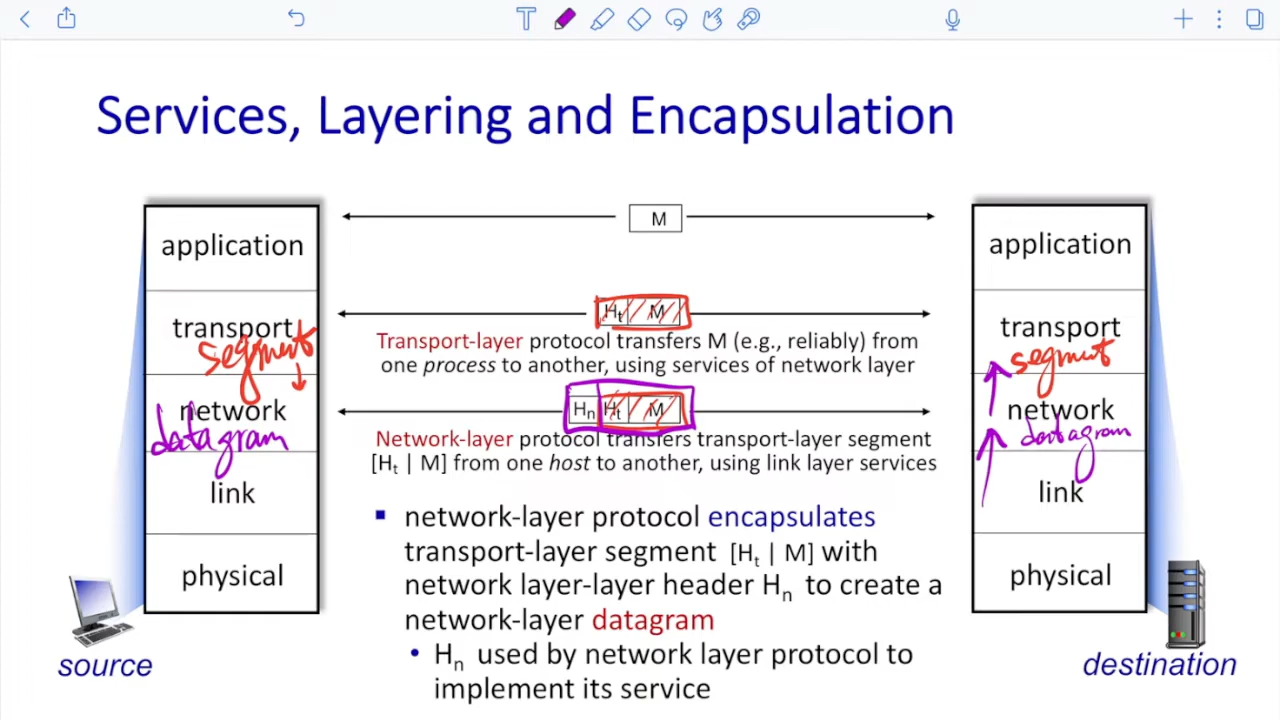 Services, Layering and Encapsulation
M
application
application
Ht M
transport
transport
segment
segment
Transport-layer protocol transfers M (e.g., reliably) from
one process to another, using services of network layer
Hn Ht M
network
network
datagram
datagram
Network-layer protocol transfers transport-layer segment
[Ht | M] from one host to another, using link layer services
link
link
network-layer protocol encapsulates
transport-layer segment [Ht | M] with
network layer-layer header Hn to create a
network-layer datagram
Hn used by network layer protocol to
implement its service
physical
physical
source
destination